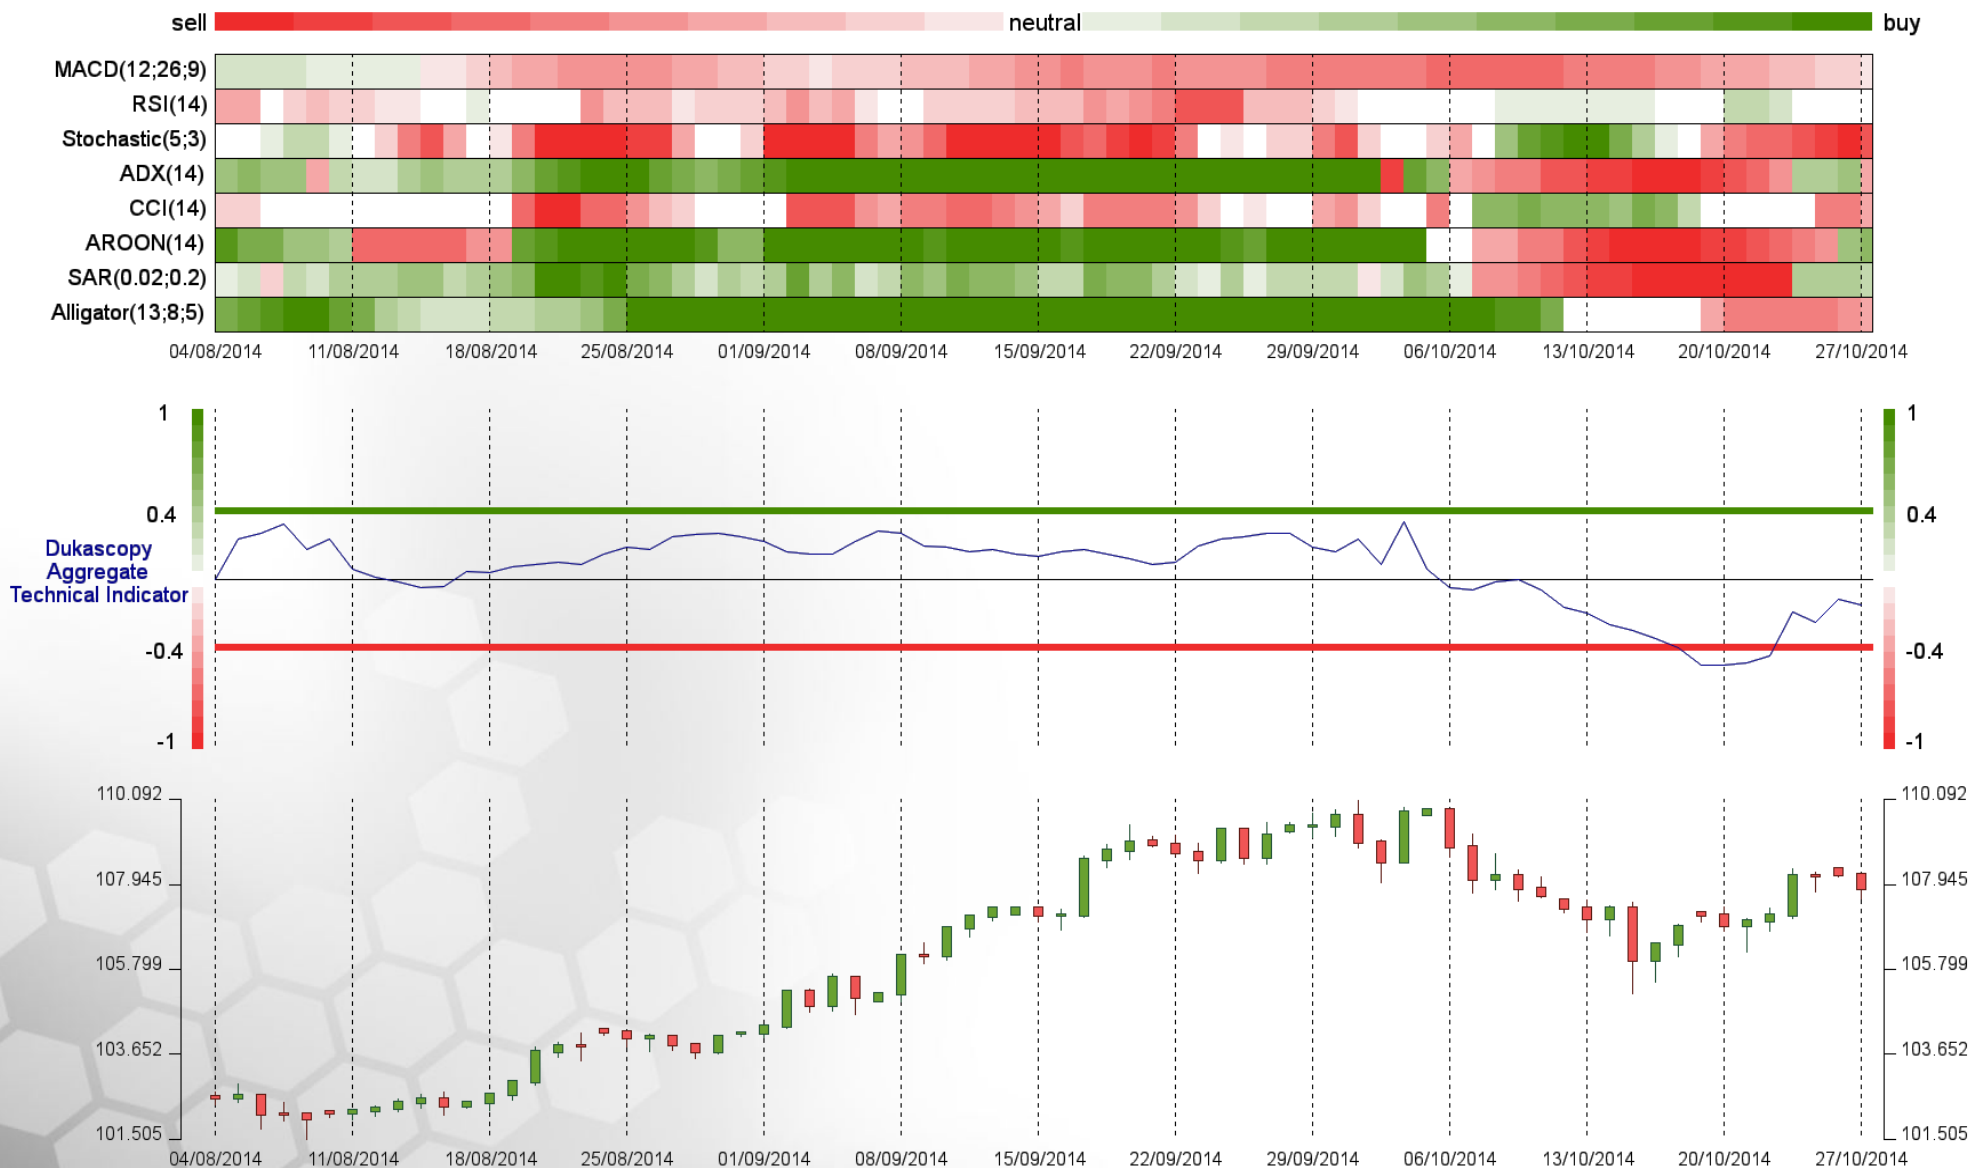 sell neutral buy
MACD(12;26;9)
RSI(14)
Stochastic(5;3)
ADX(14)
CCI(14)
AROON(14)
SAR(0.02;0.2)
Alligator(13;8;5)
04/08/2014 11/08/2014 18/08/2014 25/08/2014 01/09/2014 08/09/2014 15/09/2014 22/09/2014 29/09/2014 06/10/2014 13/10/2014 20/10/2014 27/10/2014
1 1
0.4 0.4
Dukascopy
Aggregate
Technical Indicator
-0.4 -0.4
-1 -1
110.092 110.092
107.945 107.945
105.799 105.799
103.652 103.652
101.505 101.505
04/08/2014 11/08/2014 18/08/2014 25/08/2014 01/09/2014 08/09/2014 15/09/2014 22/09/2014 29/09/2014 06/10/2014 13/10/2014 20/10/2014 27/10/2014